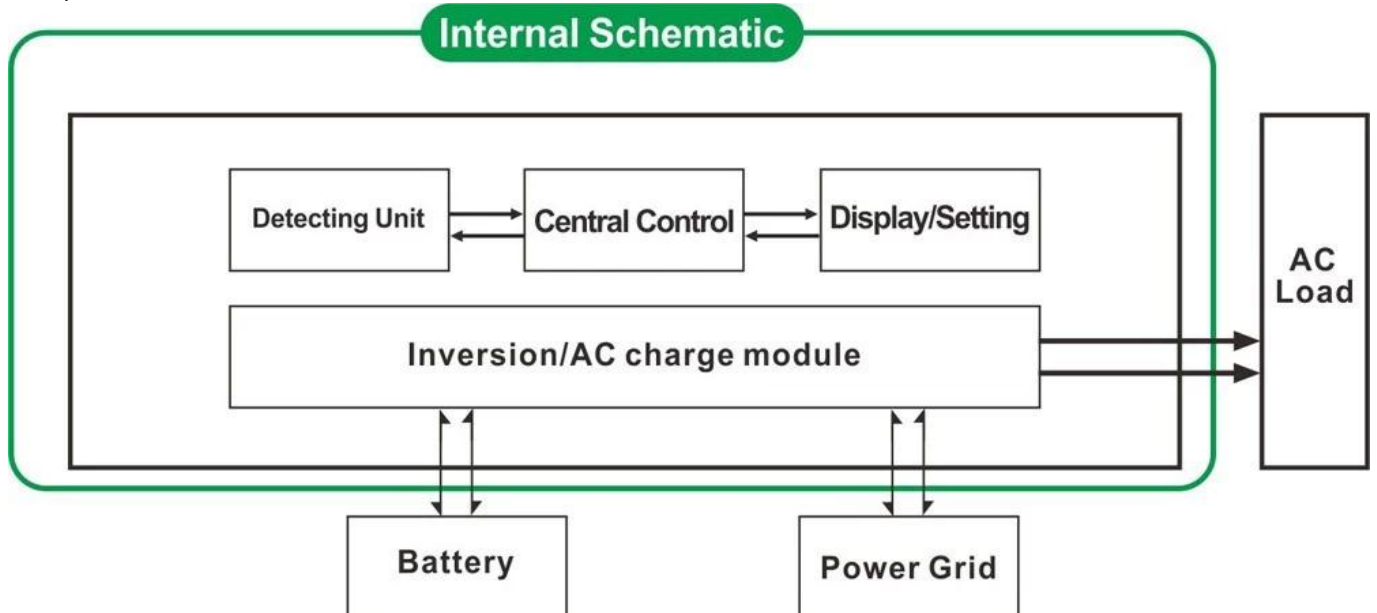 Internal Schematic
Detecting Unit
Central Control
Display/Setting
AC
Load
Inversion/AC charge module
Battery
Power Grid